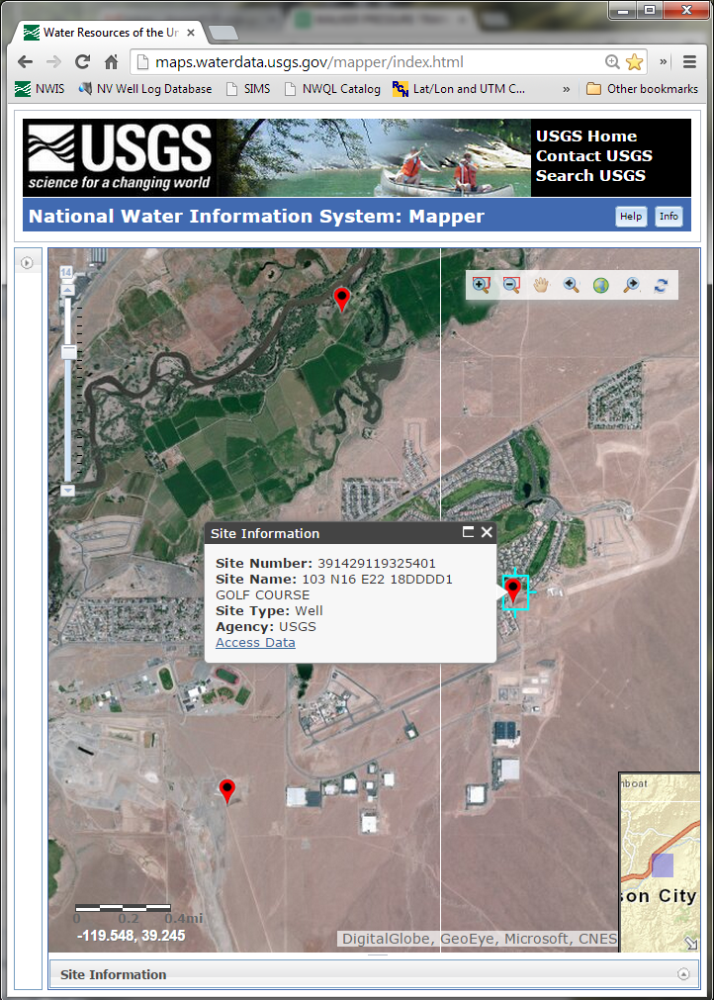 Water Resources of the Ur
maps.waterdata.usgs.gov/mapper/index.html
NWIS
NV Well Log Database
SIMS
NWQL Catalog
Lat/Lon and UTM C...
»
Other bookmarks
USGS
science for a changing world
USGS Home
Contact USGS
Search USGS
National Water Information System: Mapper
Help
Info
14
Site Information
Site Number: 391429119325401
Site Name: 103 N16 E22 18DDDD1
GOLF COURSE
Site Type: Well
Agency: USGS
Access Data
nboat
son City
0 0.2 0.4mi
-119.548, 39.245
DigitalGlobe, GeoEye, Microsoft, CNES
Site Information